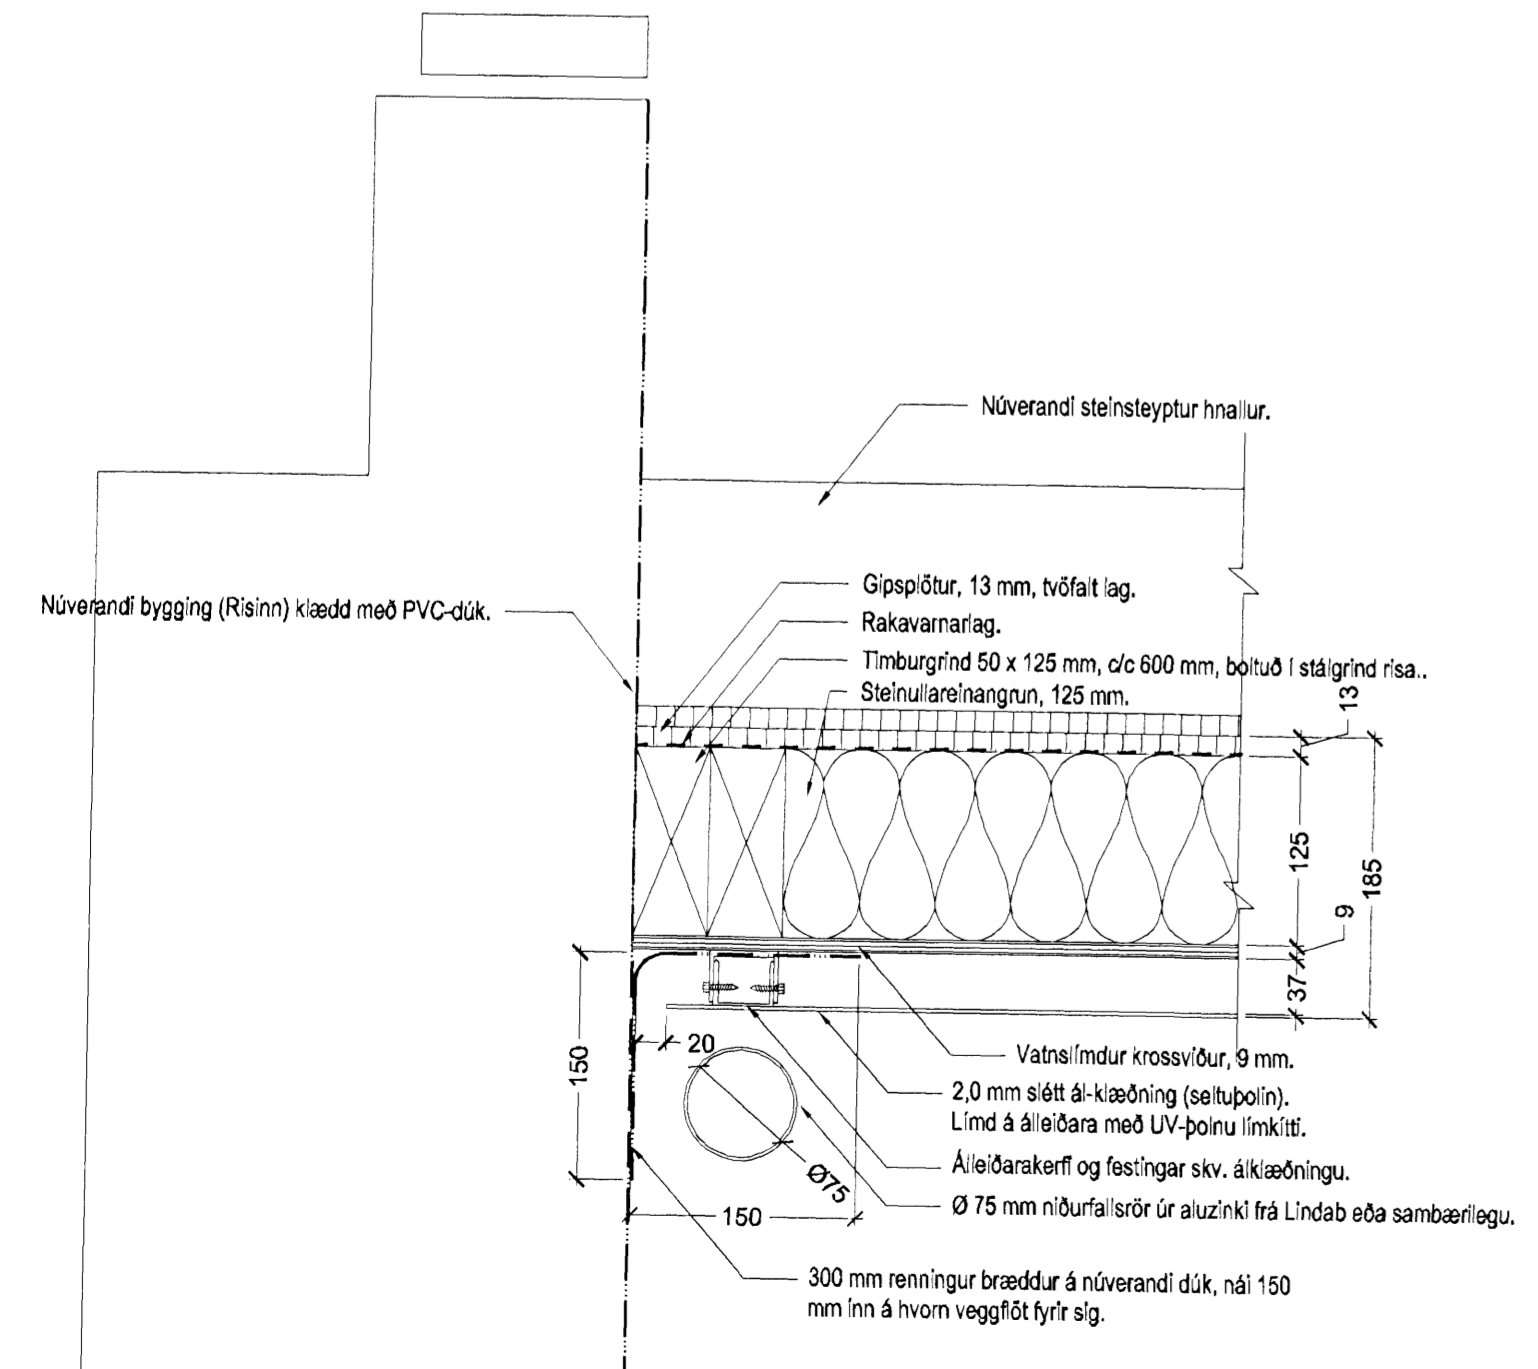 Núverandi steinsteyptur hnallur.
Gipsplötur, 13 mm, tvöfalt lag.
Núverandi bygging (Risinn) klædd með PVC-dúk.
Rakavarnarlag.
Timburgrind 50 x 125 mm, c/c 600 mm, boltuð í stálgrind risa..
Steinullareinangrun, 125 mm.
13
125
185
9
37
150
20
Vatnslímdur krossviður, 9 mm.
2,0 mm slétt ál-klæðning (seltuþolin).
Límd á álleiðara með UV-þolnu límkítti.
Álleiðarakerfi og festingar skv. álklæðningu.
Ø75
Ø 75 mm niðurfallsrör úr aluzinki frá Lindab eða sambærilegu.
150
300 mm renningur bræddur á núverandi dúk, nái 150
mm inn á hvorn veggflöt fyrir sig.